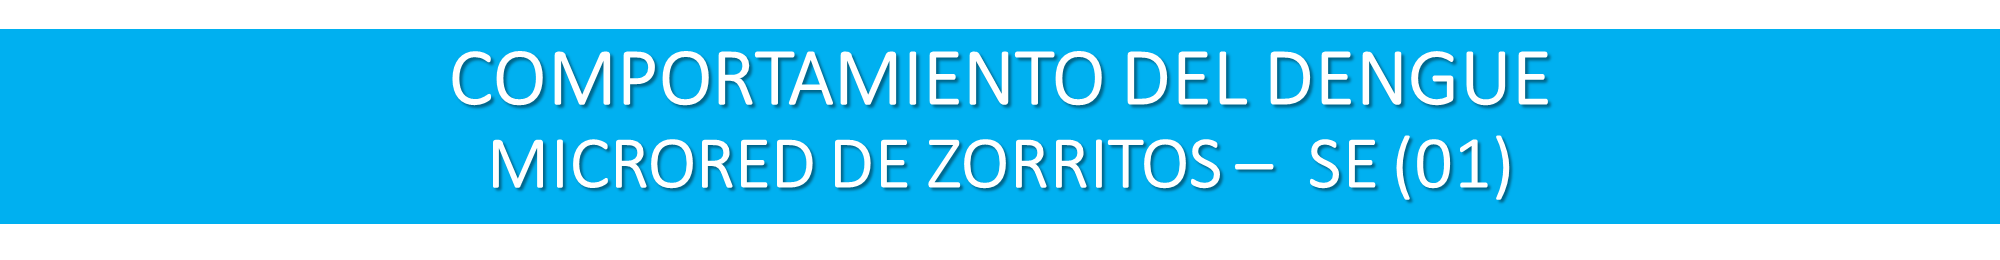 COMPORTAMIENTO DEL DENGUE
MICRORED DE ZORRITOS – SE (01)